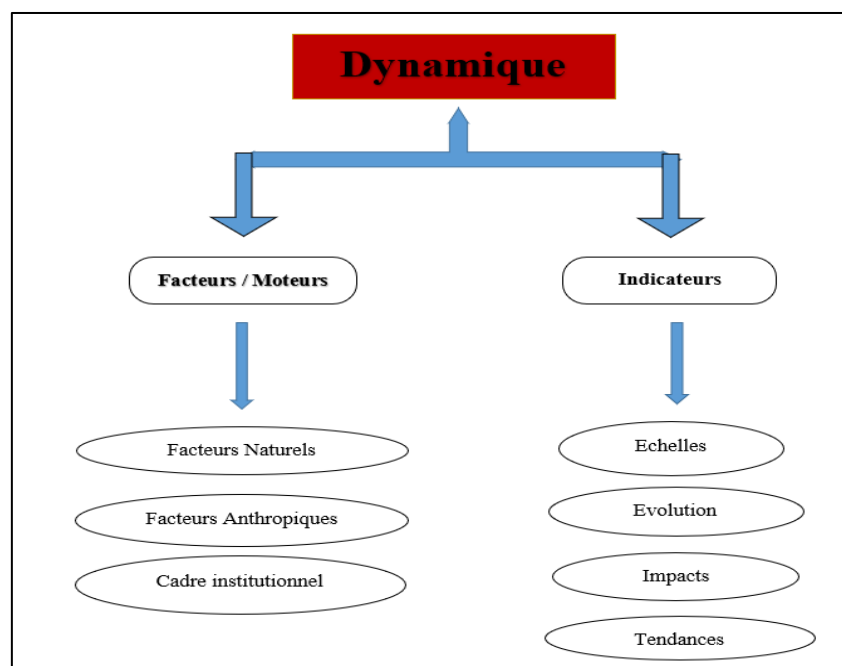 Dynamique
Facteurs / Moteurs
Indicateurs
Facteurs Naturels
Facteurs Anthropiques
Cadre institutionnel
Echelles
Evolution
Impacts
Tendances